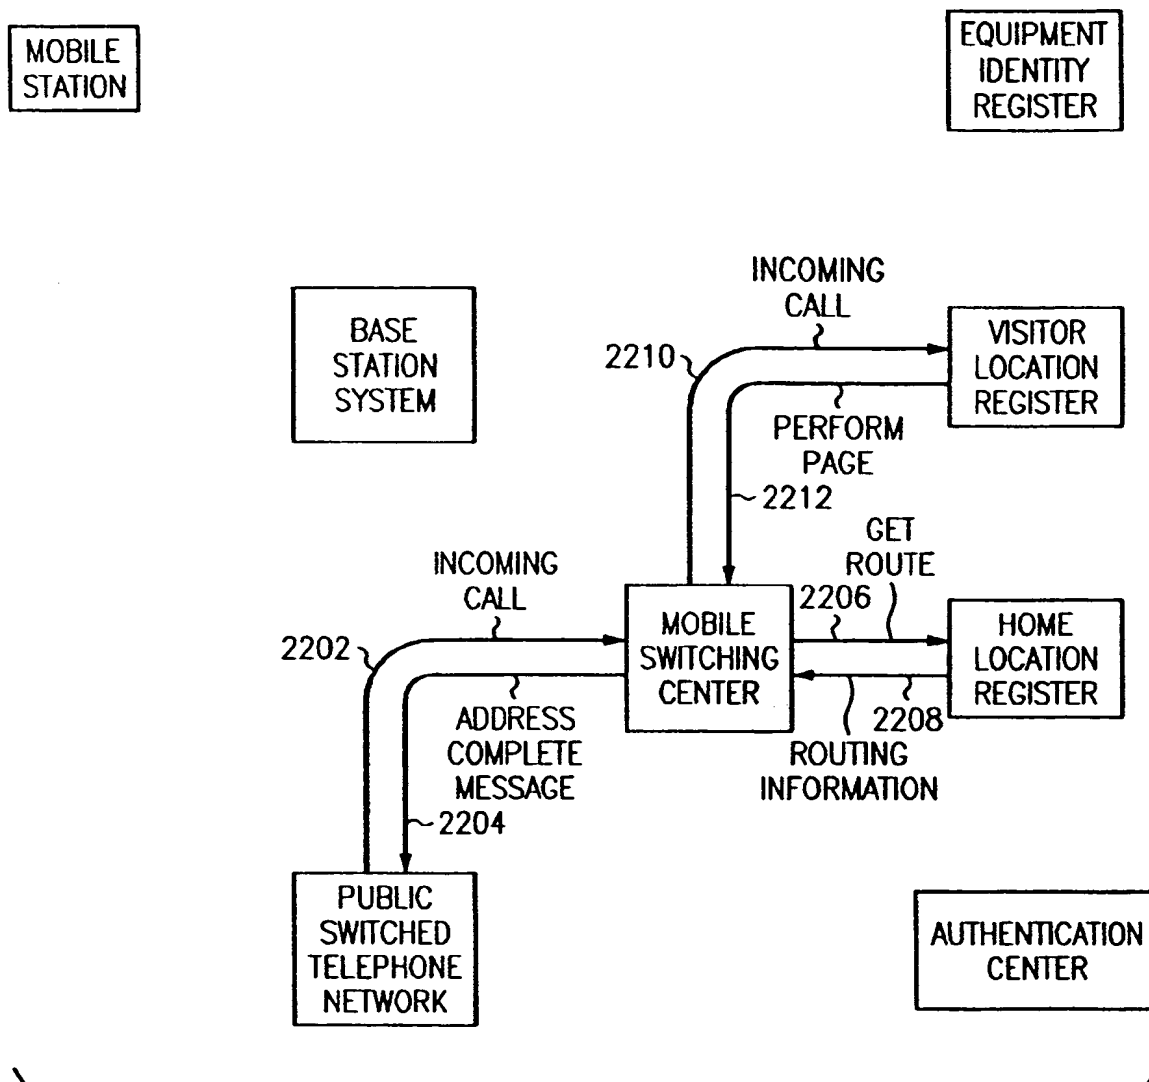 MOBILE
STATION
EQUIPMENT
IDENTITY
REGISTER
INCOMING
CALL
BASE
STATION
SYSTEM
2210
VISITOR
LOCATION
REGISTER
PERFORM
PAGE
2212
GET
ROUTE
INCOMING
CALL
2206
2202
MOBILE
SWITCHING
CENTER
HOME
LOCATION
REGISTER
2208
ADDRESS
COMPLETE
MESSAGE
ROUTING
INFORMATION
2204
PUBLIC
SWITCHED
TELEPHONE
NETWORK
AUTHENTICATION
CENTER